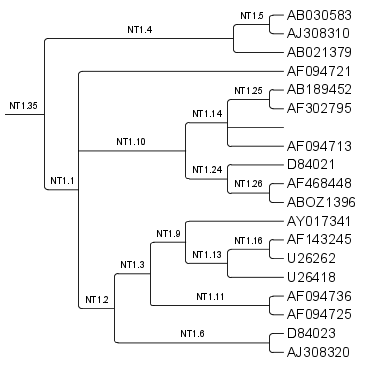 NT1.5 AB030583
NT1.4 AJ308310
AB021379
AF094721
NT1.25 AB189452
NT1.35 AF302795
NT1.14
NT1.10 AF094713
NT1.24 D84021
NT1.1 NT1.26 AF468448
ABOZ1396
AY017341
NT1.9 NT1.16 AF143245
NT1.13 U26262
NT1.3 U26418
NT1.2 NT1.11 AF094736
AF094725
NT1.6 D84023
AJ308320